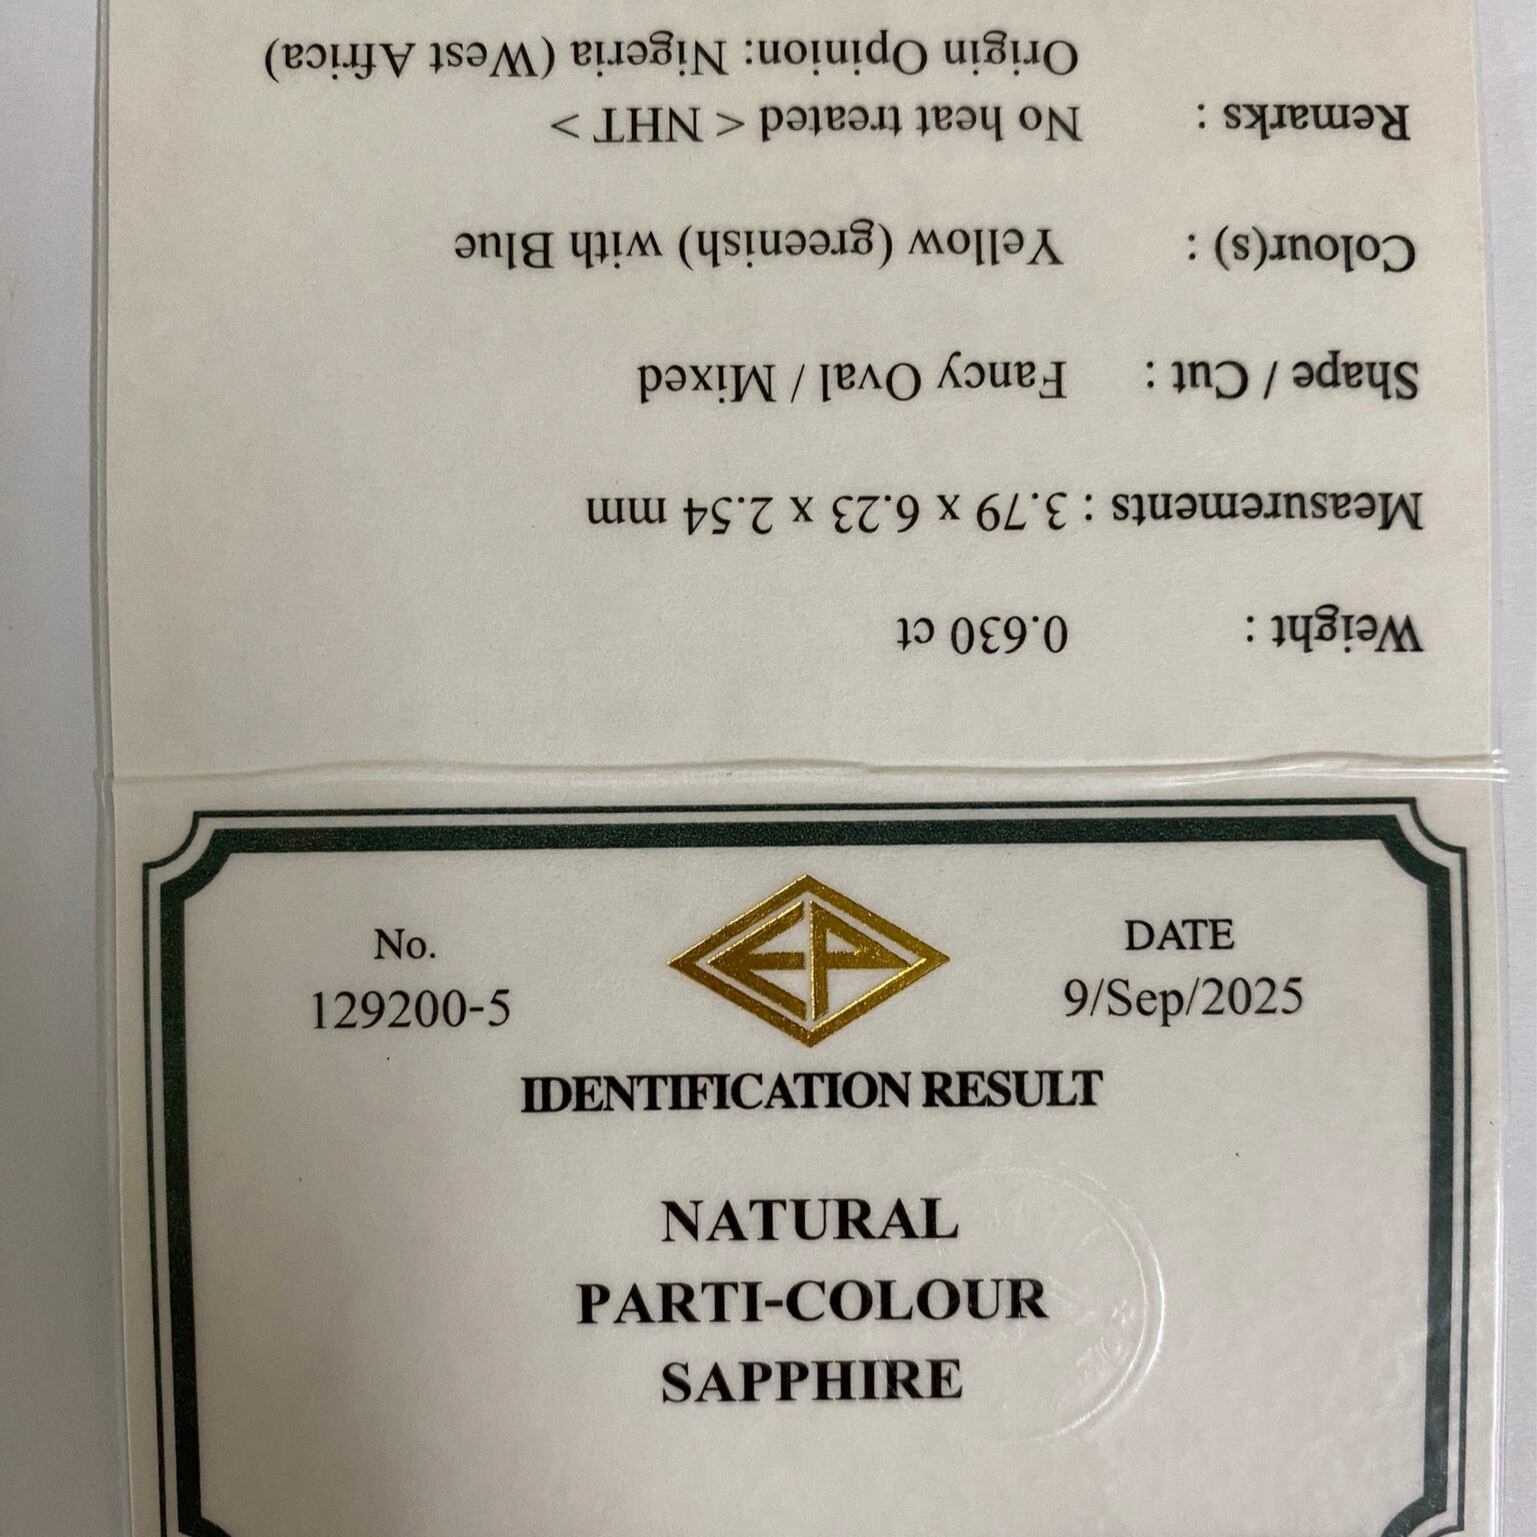 Weight : 0.630 ct
Measurements : 3.79 x 6.23 x 2.54 mm
Shape / Cut : Fancy Oval / Mixed
Colour(s) : Yellow (greenish) with Blue
Remarks : No heat treated < NHT >
Origin Opinion: Nigeria (West Africa)
No.
129200-5
EP
DATE
9/Sep/2025
IDENTIFICATION RESULT
NATURAL
PARTI-COLOUR
SAPPHIRE